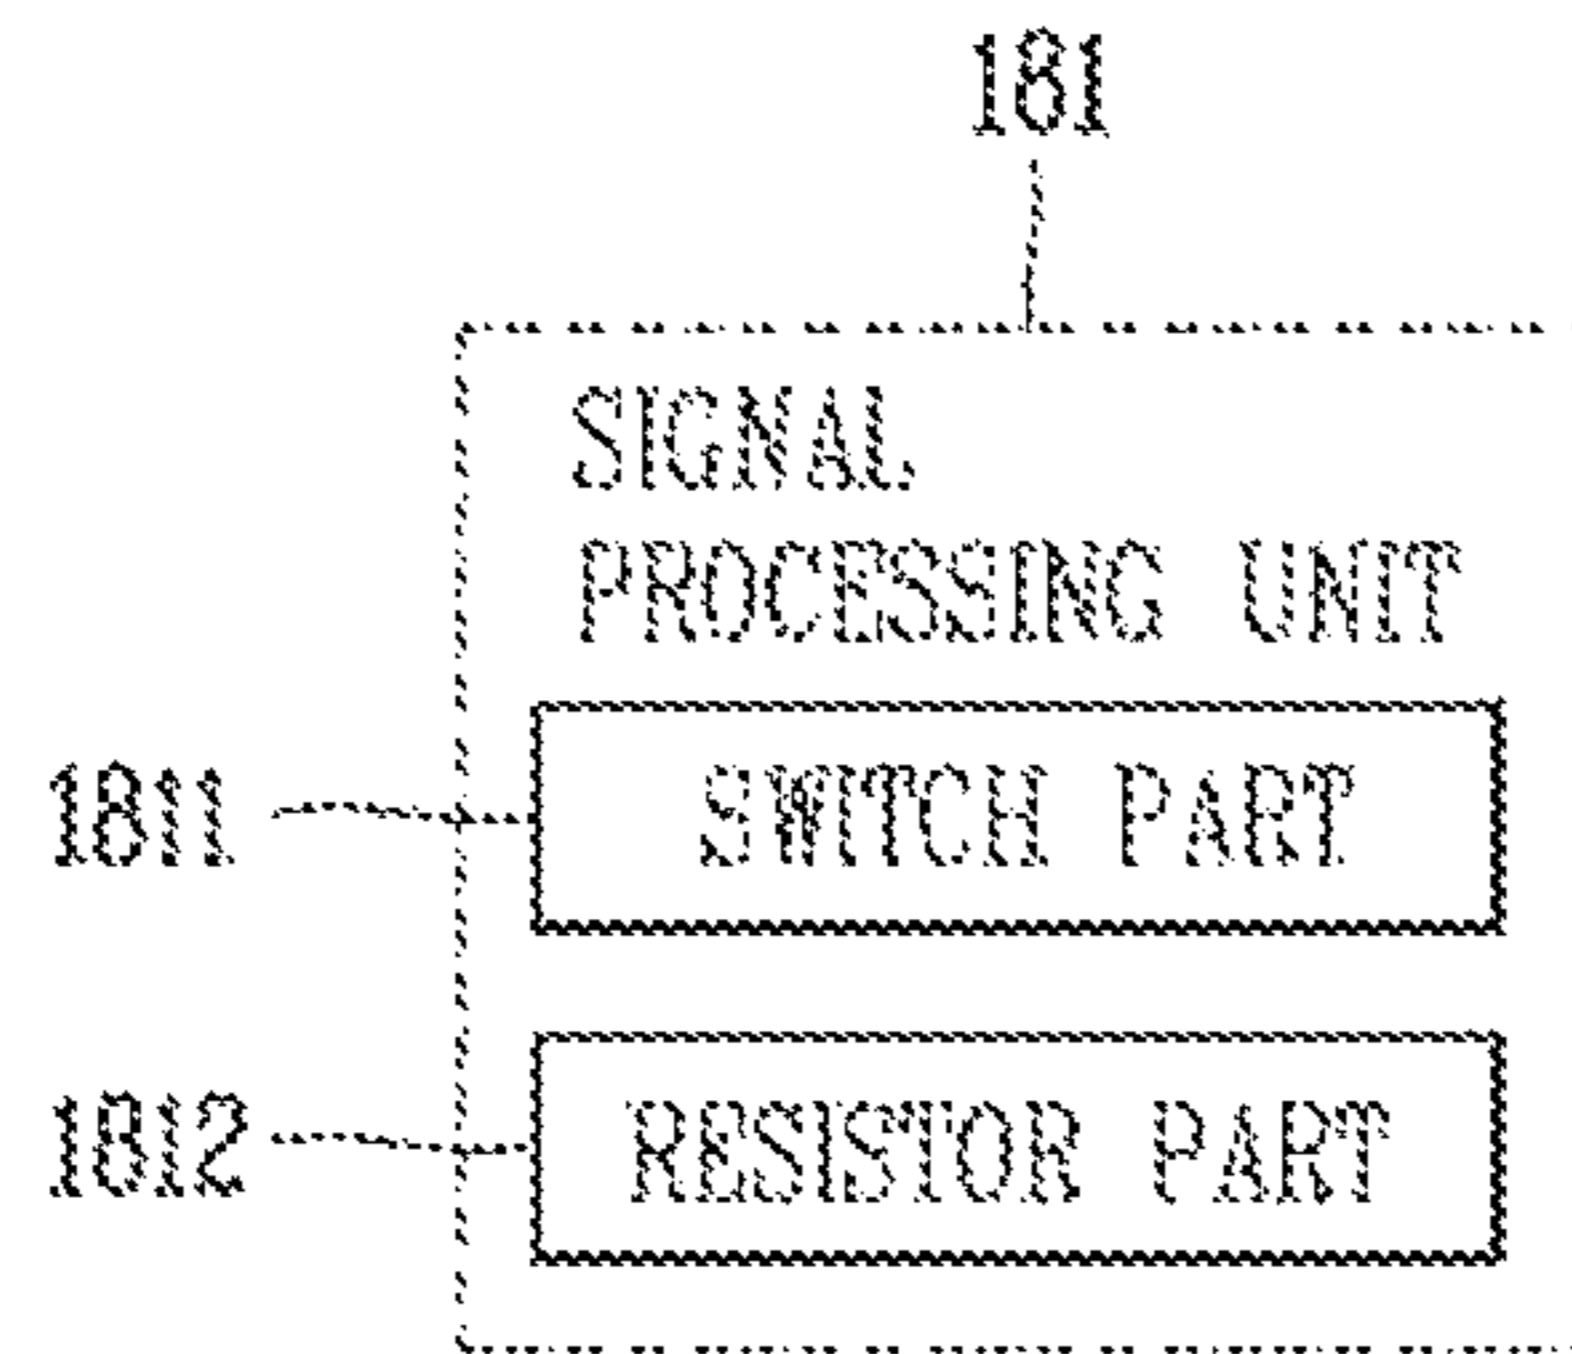 181
SIGNAL
PROCESSING UNIT
1811
SWITCH PART
1812
RESISTOR PART